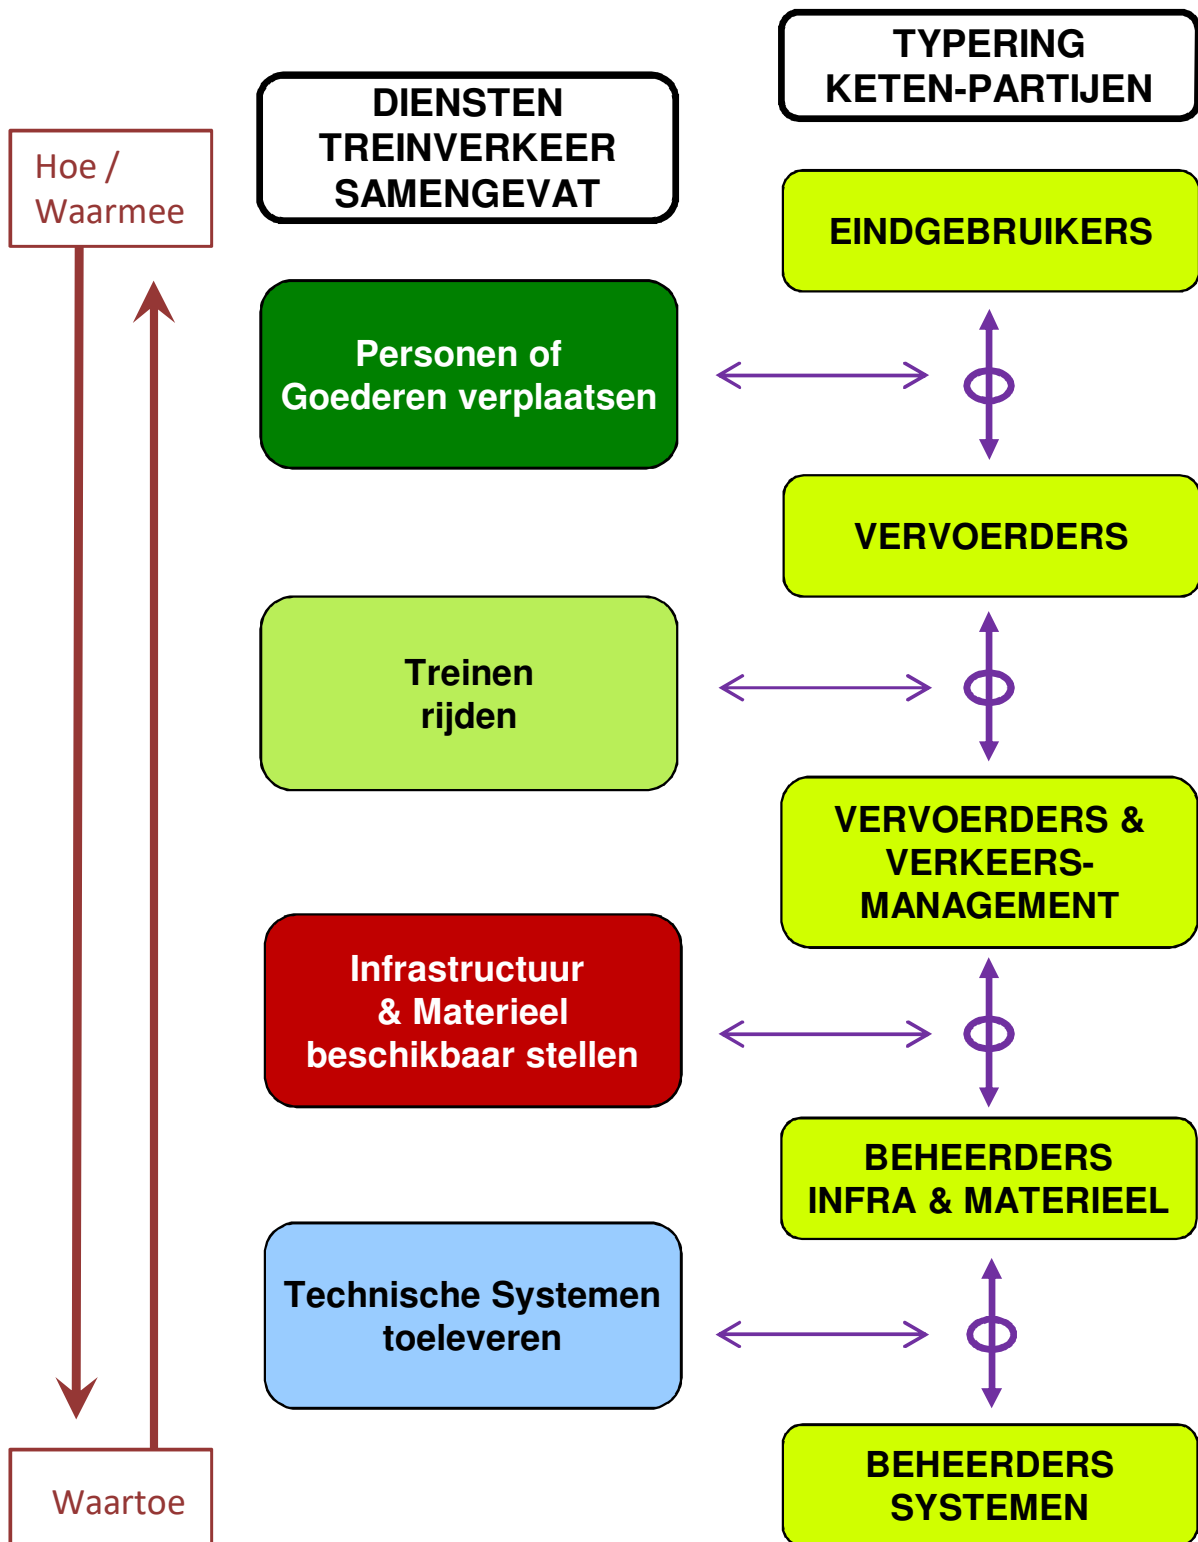 TYPERING
KETEN-PARTIJEN
DIENSTEN
TREINVERKEER
SAMENGEVAT
Hoe /
Waarmee
EINDGEBRUIKERS
Personen of
Goederen verplaatsen
VERVOERDERS
Treinen
rijden
VERVOERDERS &
VERKEERS-
MANAGEMENT
Infrastructuur
& Materieel
beschikbaar stellen
BEHEERDERS
INFRA & MATERIEEL
Technische Systemen
toeleveren
BEHEERDERS
SYSTEMEN
Waartoe